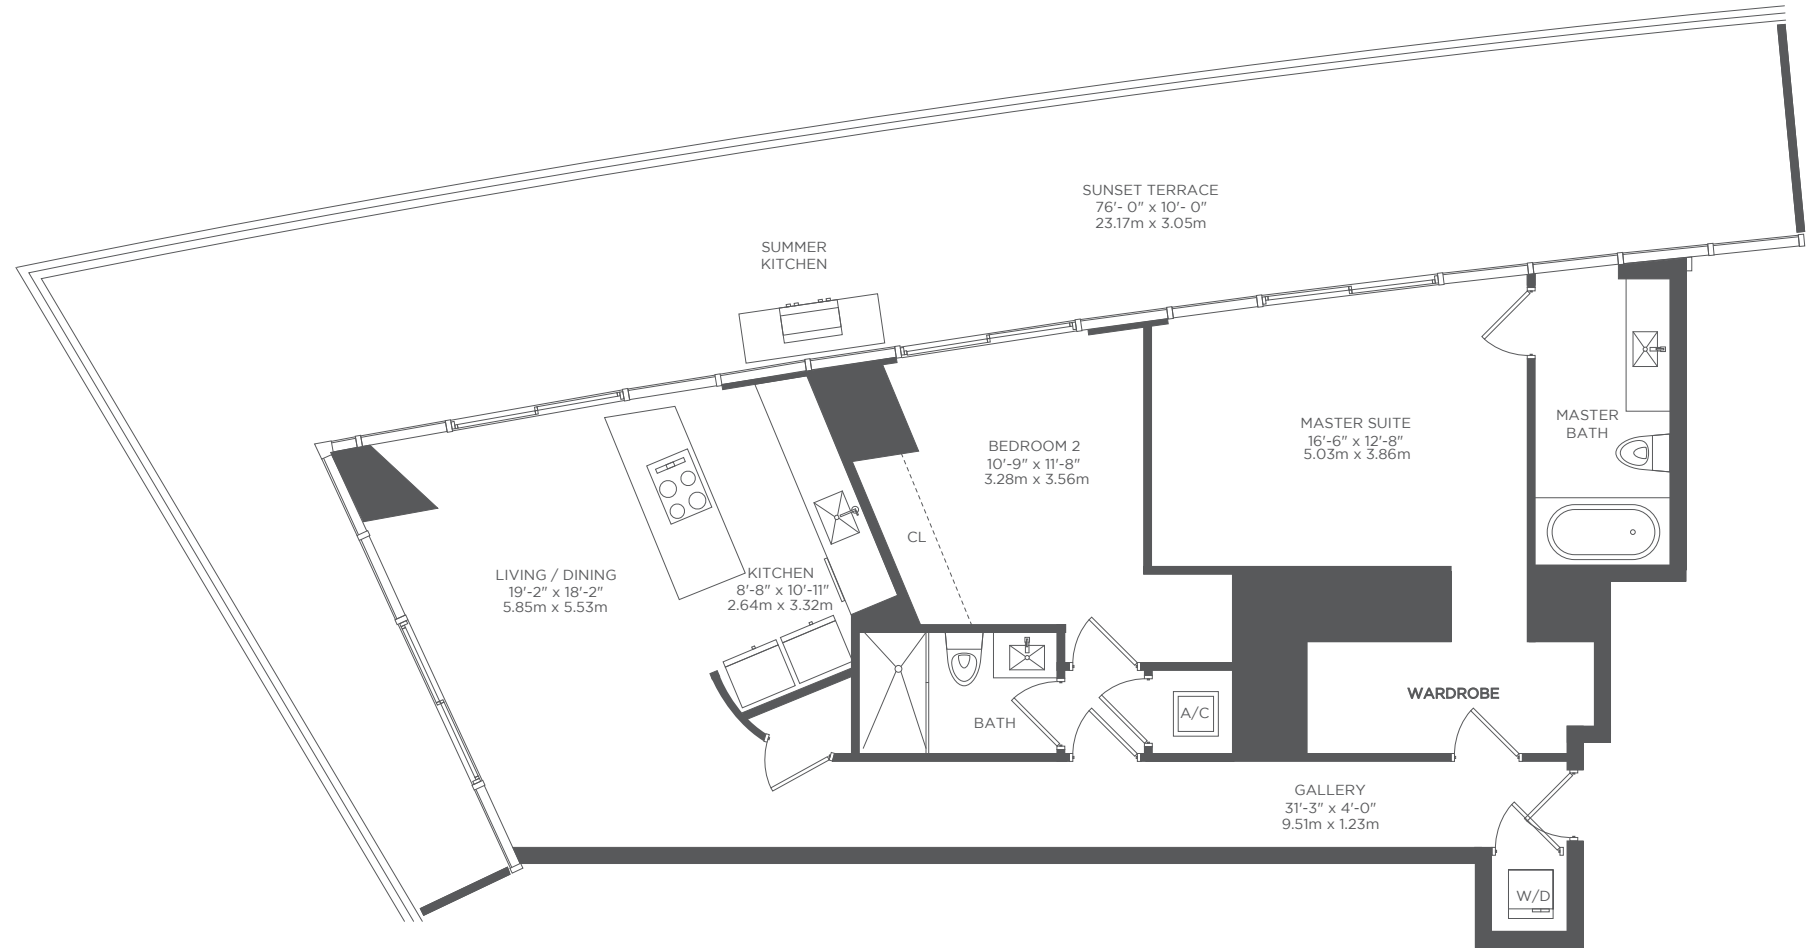 SUNSET TERRACE
76'- 0" x 10'- 0"
23.17m x 3.05m
SUMMER
KITCHEN
MASTER SUITE
16'-6" x 12'-8"
5.03m x 3.86m
MASTER
BATH
BEDROOM 2
10'-9" x 11'-8"
3.28m x 3.56m
CL
LIVING / DINING
19'-2" x 18'-2"
5.85m x 5.53m
KITCHEN
8'-8" x 10'-11"
2.64m x 3.32m
WARDROBE
A/C
BATH
GALLERY
31'-3" x 4'-0"
9.51m x 1.23m
W/D